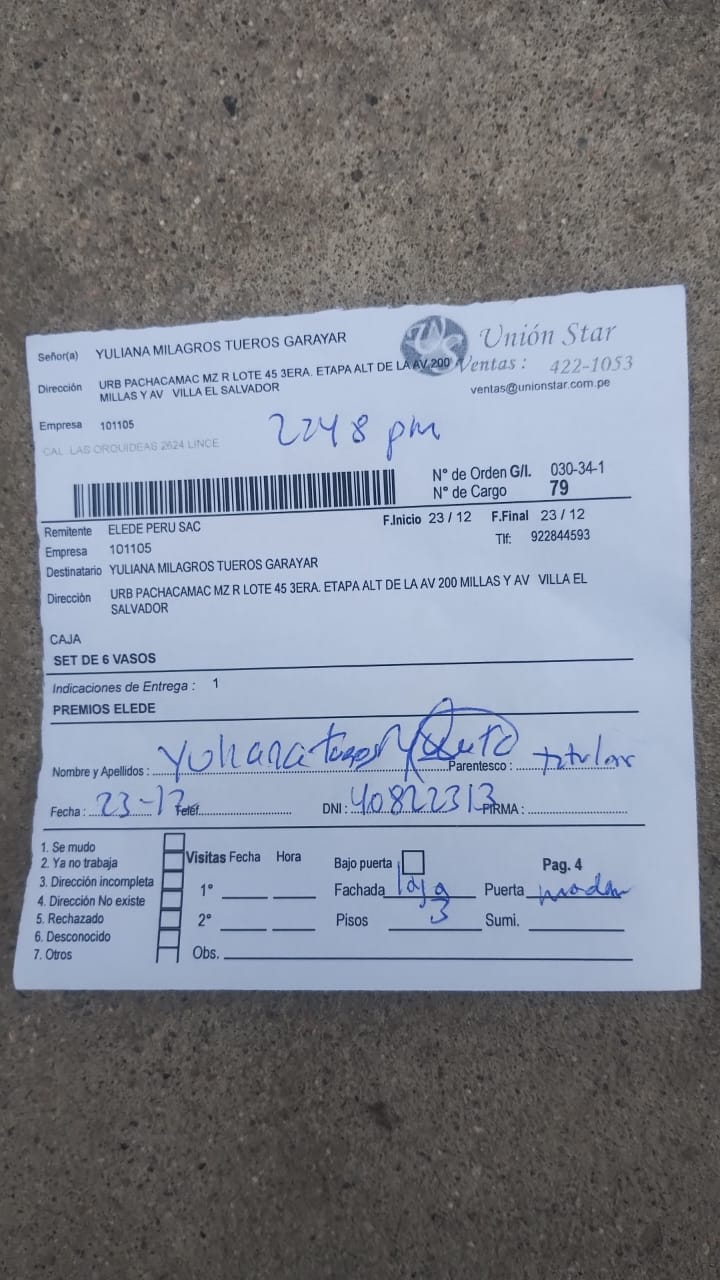 Señor(a) YULIANA MILAGROS TUEROS GARAYAR
Unión Star
Dirección URB PACHACAMAC MZ R LOTE 45 3ERA. ETAPA ALT DE LA AV 200
MILLAS Y AV VILLA EL SALVADOR
Ventas: 422-1053
ventas@unionstar.com.pe
Empresa 101105
CAL. LAS ORQUIDEAS 2624 LINCE
pm
N° de Orden G/I. 030-34-1
N° de Cargo 79
Remitente ELEDE PERU SAC
F.Inicio 23 / 12 F.Final 23 / 12
Empresa 101105
Tlf: 922844593
Destinatario YULIANA MILAGROS TUEROS GARAYAR
Dirección URB PACHACAMAC MZ R LOTE 45 3ERA. ETAPA ALT DE LA AV 200 MILLAS Y AV VILLA EL
SALVADOR
CAJA
SET DE 6 VASOS
Indicaciones de Entrega : 1
PREMIOS ELEDE
Nombre y Apellidos : Parentesco : titular
Fecha : 23-12 Telef. DNI : 40822313 FIRMA :
1. Se mudo
2. Ya no trabaja
3. Dirección incompleta
4. Dirección No existe
5. Rechazado
6. Desconocido
7. Otros
Visitas Fecha Hora
1°
2°
Obs.
Bajo puerta Pag. 4
Fachada Puerta
Pisos 3 Sumi.